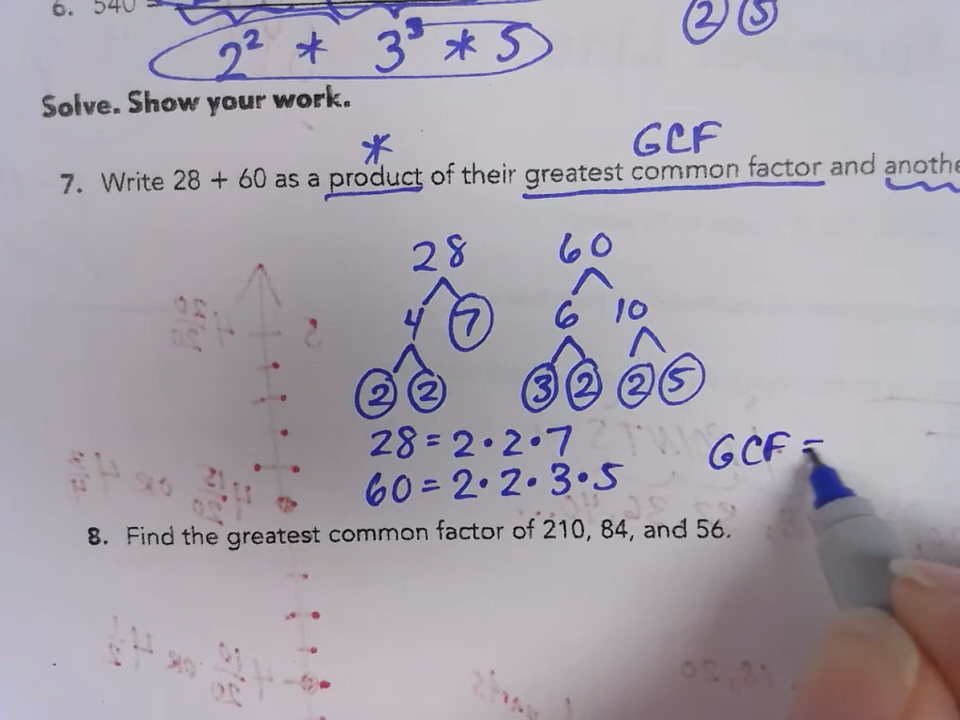 6. 540 =
2 5
2² * 3³ * 5
Solve. Show your work.
* GCF
7. Write 28 + 60 as a product of their greatest common factor and anothe
28 60
4 7 6 10
2 2 3 2 2 5
28 = 2 · 2 · 7
GCF =
60 = 2 · 2 · 3 · 5
8. Find the greatest common factor of 210, 84, and 56.